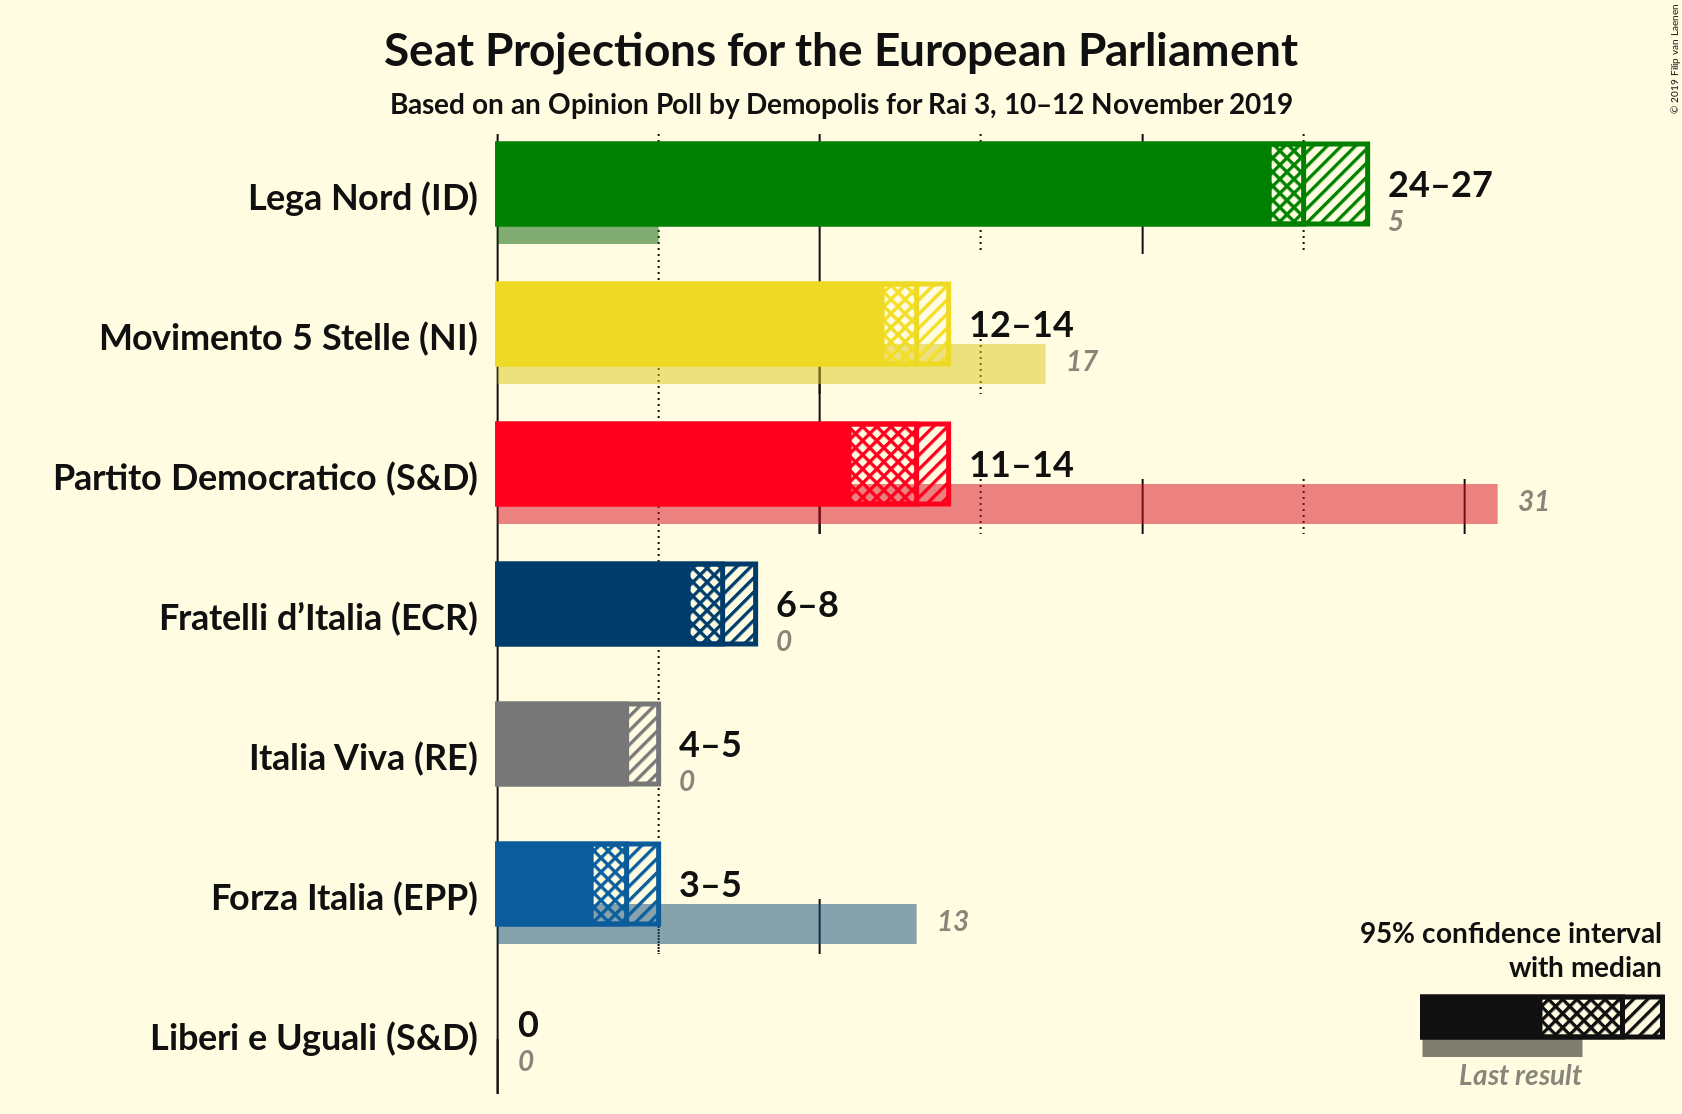 Seat Projections for the European Parliament
Based on an Opinion Poll by Demopolis for Rai 3, 10–12 November 2019
© 2019 Filip van Laenen
Lega Nord (ID)
24–27
5
Movimento 5 Stelle (NI)
12–14
17
Partito Democratico (S&D)
11–14
31
Fratelli d’Italia (ECR)
6–8
0
Italia Viva (RE)
4–5
0
Forza Italia (EPP)
3–5
13
Liberi e Uguali (S&D)
0
0
95% confidence interval
with median
Last result